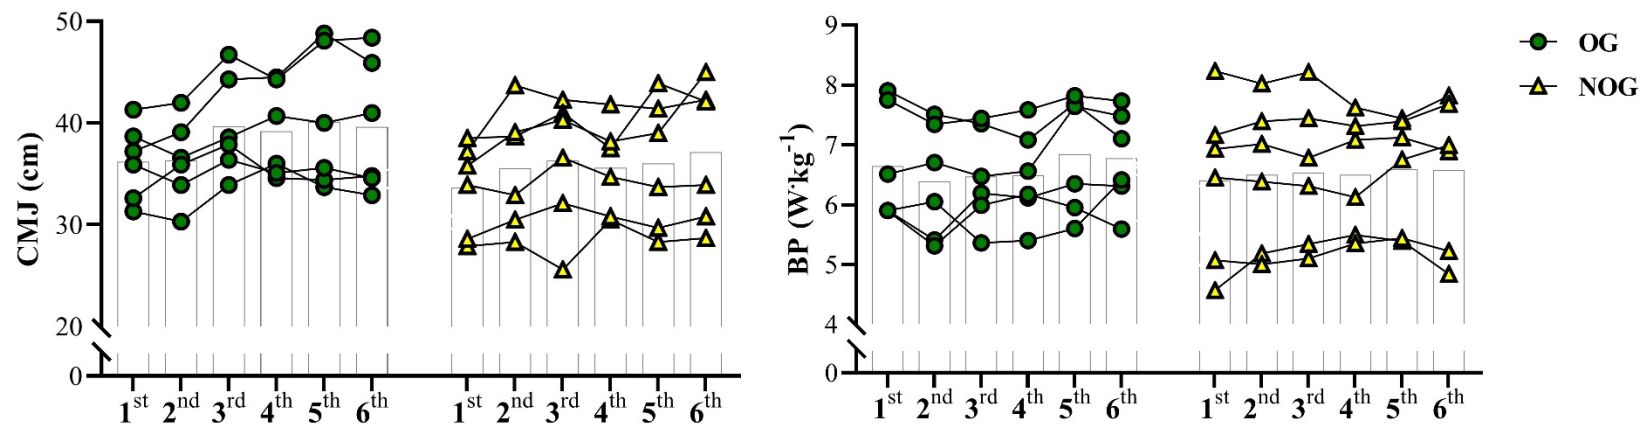 CMJ (cm)
50
40
30
20
0
1st 2nd 3rd 4th 5th 6th
1st 2nd 3rd 4th 5th 6th
BP (W·kg-1)
9
8
7
6
5
4
0
1st 2nd 3rd 4th 5th 6th
1st 2nd 3rd 4th 5th 6th
OG
NOG